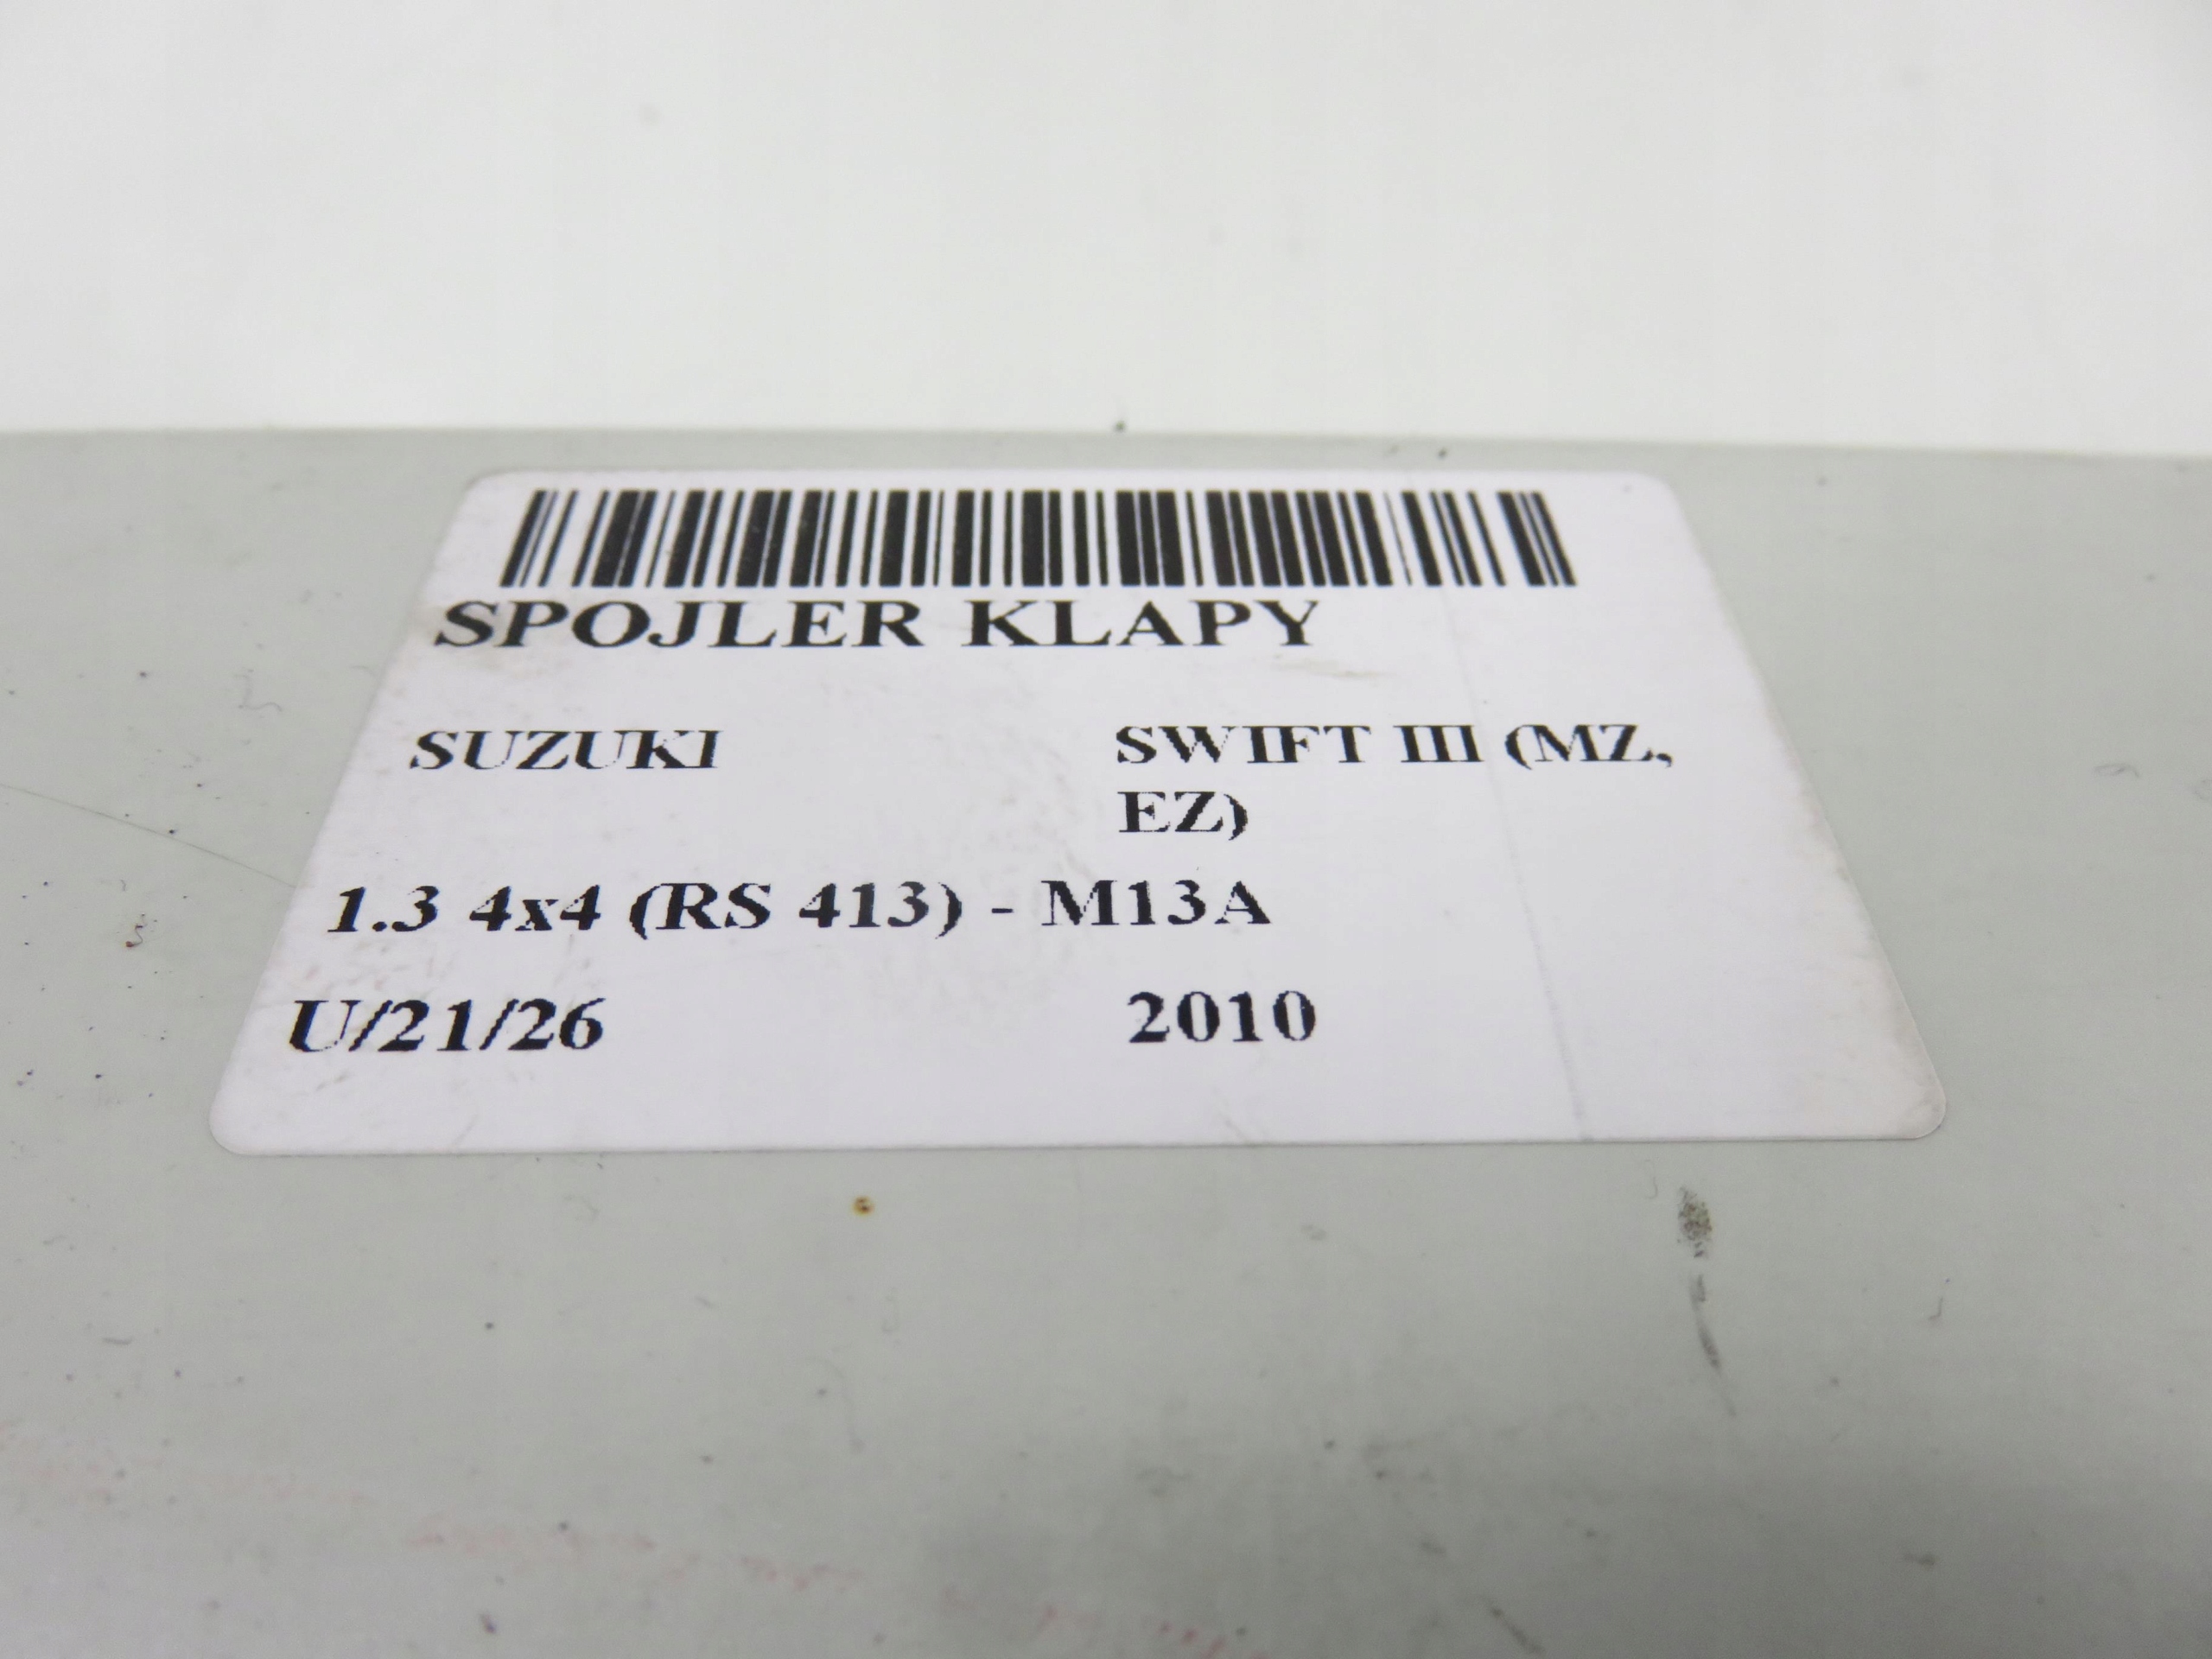 SPOJLER KLAPY
SUZUKI SWIFT III (MZ,
EZ)
1.3 4x4 (RS 413) - M13A
U/21/26 2010